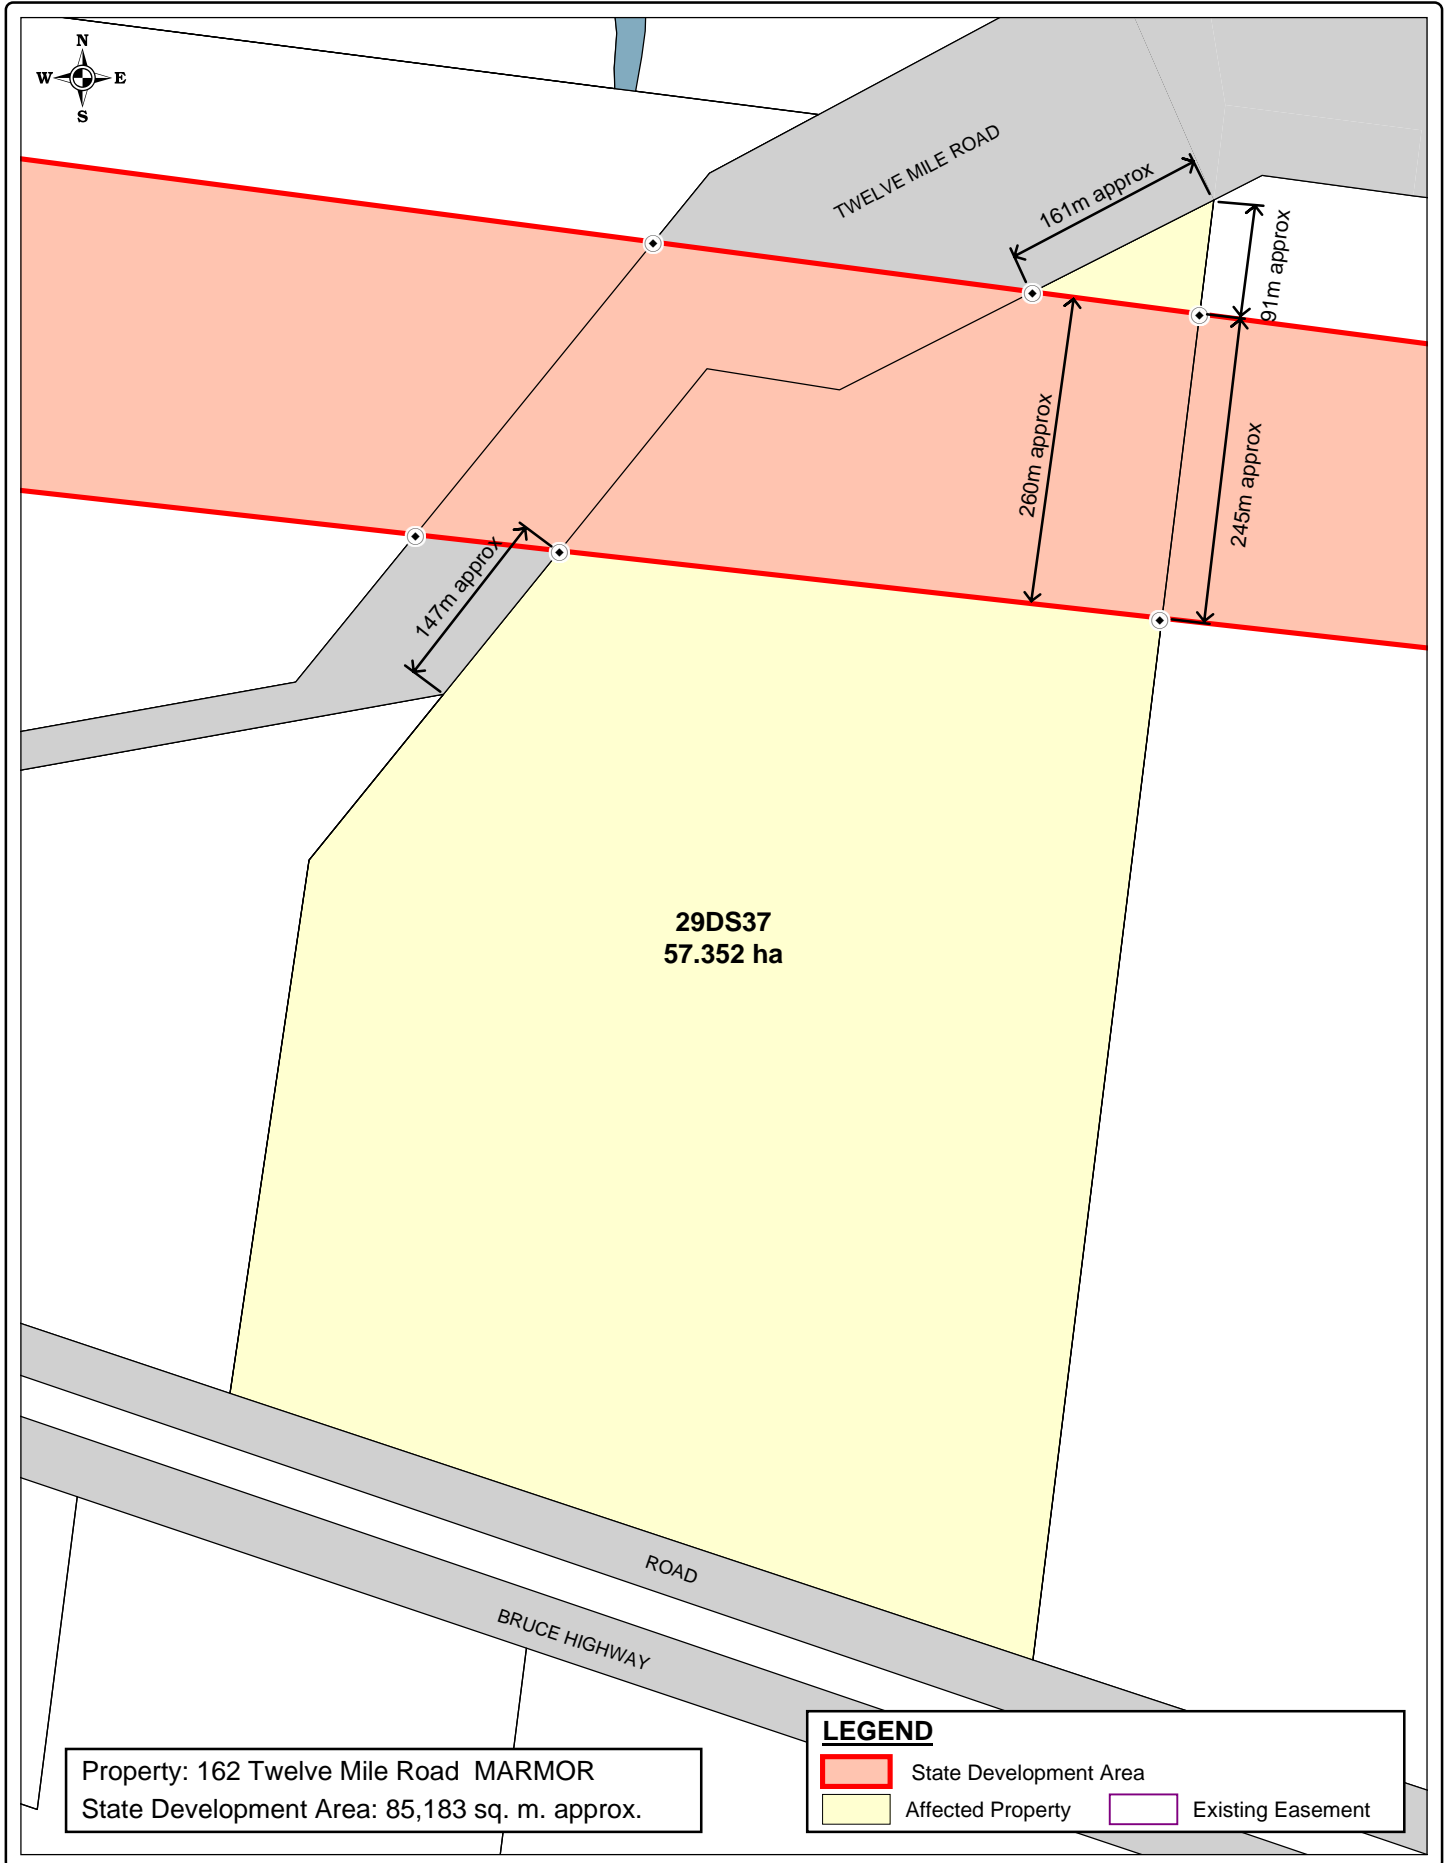 N
W E
S
TWELVE MILE ROAD
161m approx
91m approx
260m approx
245m approx
147m approx
29DS37
57.352 ha
ROAD
BRUCE HIGHWAY
Property: 162 Twelve Mile Road MARMOR
State Development Area: 85,183 sq. m. approx.
LEGEND
State Development Area
Affected Property
Existing Easement